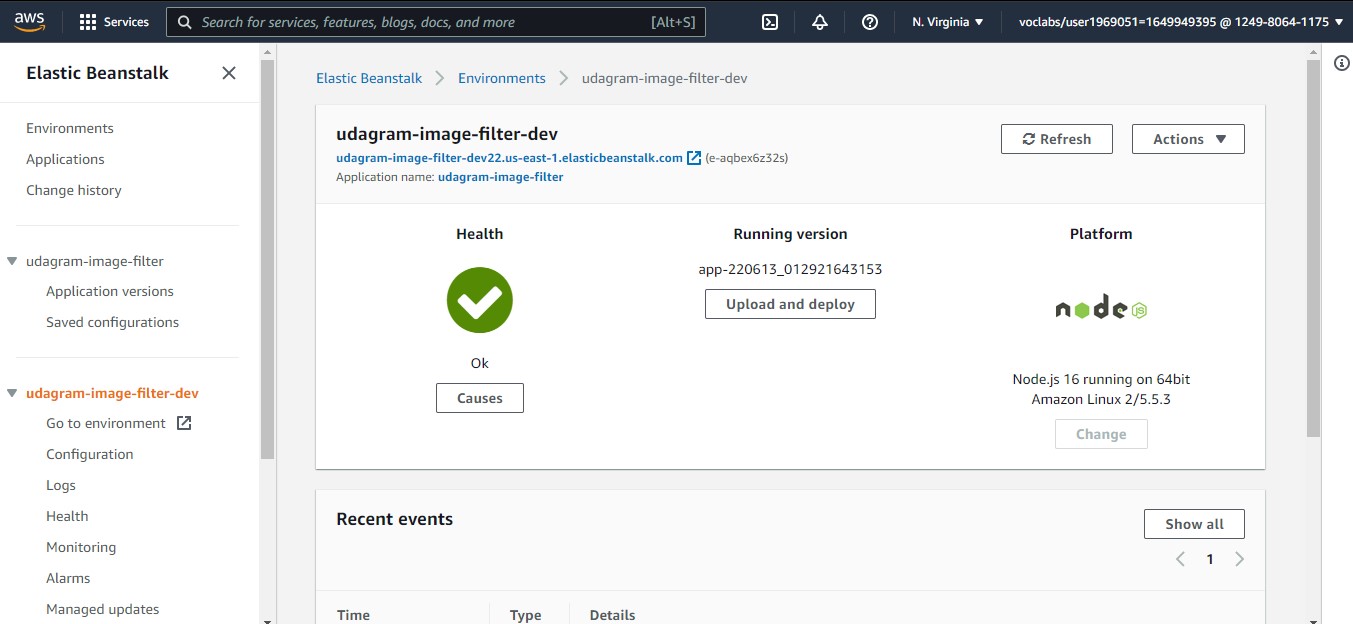 aws
Services
Search for services, features, blogs, docs, and more [Alt+S]
N. Virginia
voclabs/user1969051=1649949395 @ 1249-8064-1175
Elastic Beanstalk
Environments
Applications
Change history
udagram-image-filter
Application versions
Saved configurations
udagram-image-filter-dev
Go to environment
Configuration
Logs
Health
Monitoring
Alarms
Managed updates
Elastic Beanstalk
Environments
udagram-image-filter-dev
udagram-image-filter-dev
udagram-image-filter-dev22.us-east-1.elasticbeanstalk.com (e-aqbex6z32s)
Application name: udagram-image-filter
Refresh
Actions
Health
Ok
Causes
Running version
app-220613_012921643153
Upload and deploy
Platform
node JS
Node.js 16 running on 64bit
Amazon Linux 2/5.5.3
Change
Recent events
Show all
1
Time
Type
Details